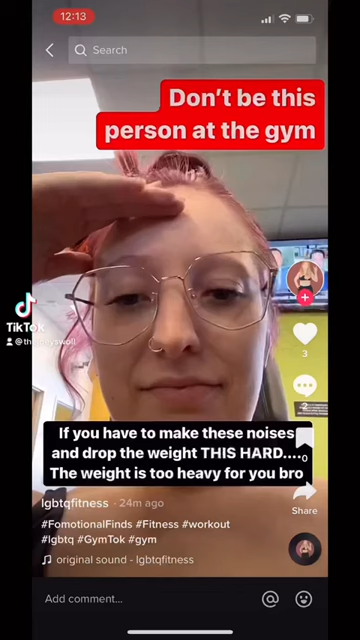 12:13
Search
Don't be this
person at the gym
TikTok
3
If you have to make these noises
and drop the weight THIS HARD....
The weight is too heavy for you bro
0
Share
lgbtqfitness · 24m ago
#FomotionalFinds #Fitness #workout
#lgbtq #GymTok #gym
original sound - lgbtqfitness
Add comment...